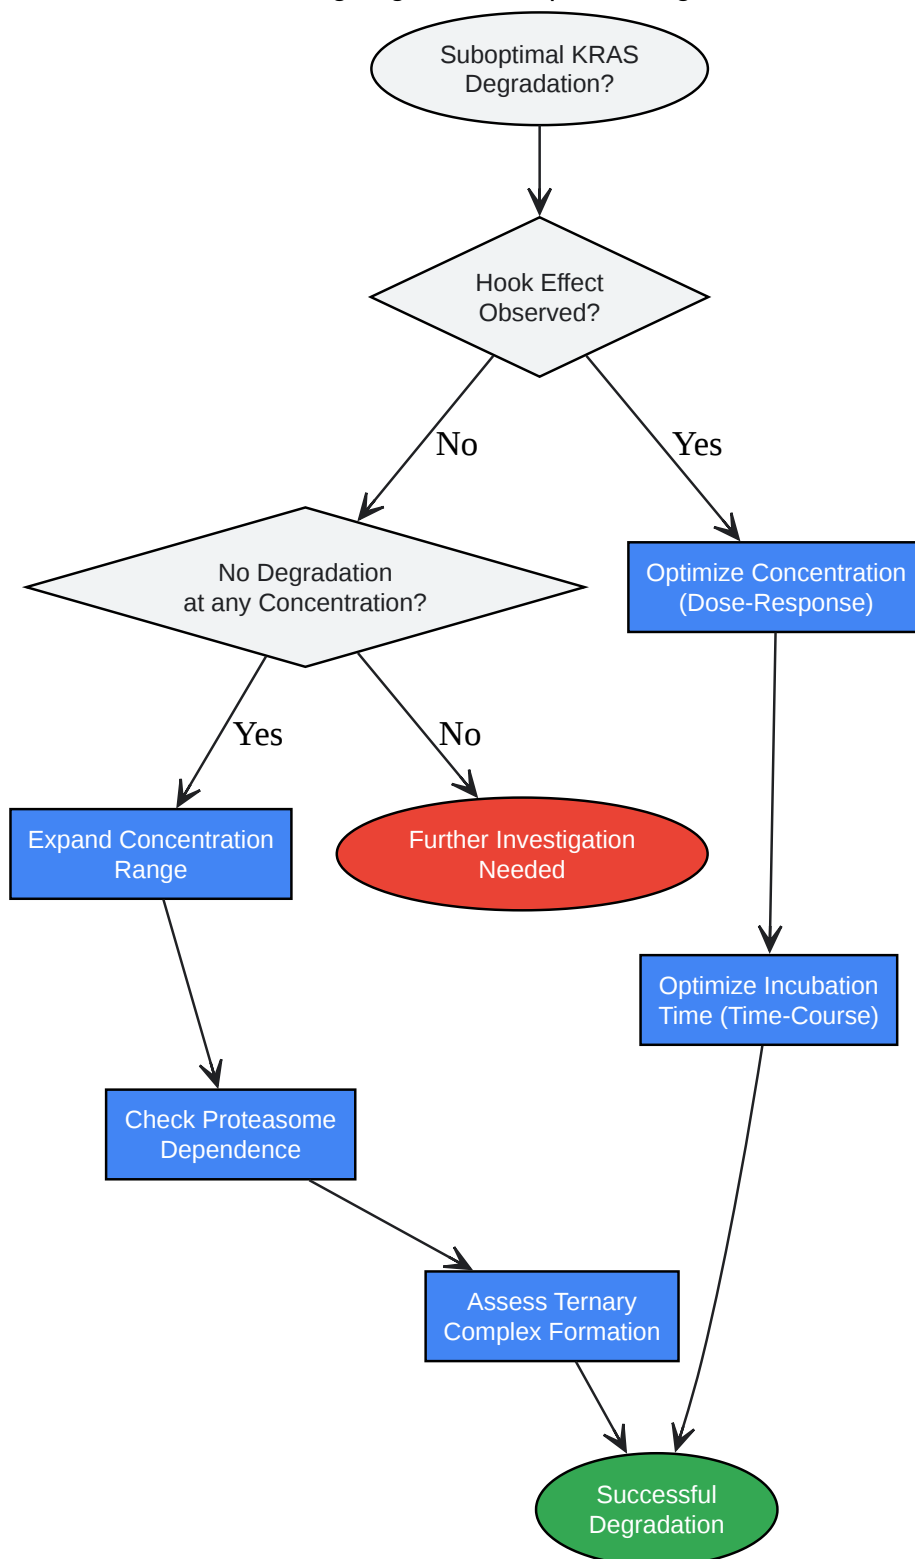 Suboptimal KRAS
Degradation?
Hook Effect
Observed?
No
Yes
No Degradation
at any Concentration?
Optimize Concentration
(Dose-Response)
Yes
No
Expand Concentration
Range
Further Investigation
Needed
Optimize Incubation
Time (Time-Course)
Check Proteasome
Dependence
Assess Ternary
Complex Formation
Successful
Degradation